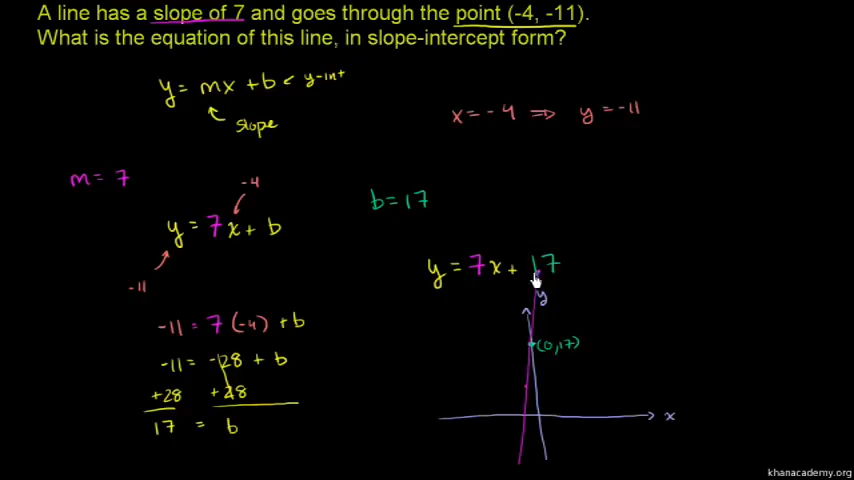 A line has a slope of 7 and goes through the point (-4, -11).
What is the equation of this line, in slope-intercept form?
y = mx + b < y-int
slope
x = -4 ⇒ y = -11
m = 7
-4
b = 17
y = 7x + b
-11
y = 7x + 17
y
-11 = 7(-4) + b
(0,17)
-11 = -28 + b
+28 +28
17 = b
x
khanacademy.org